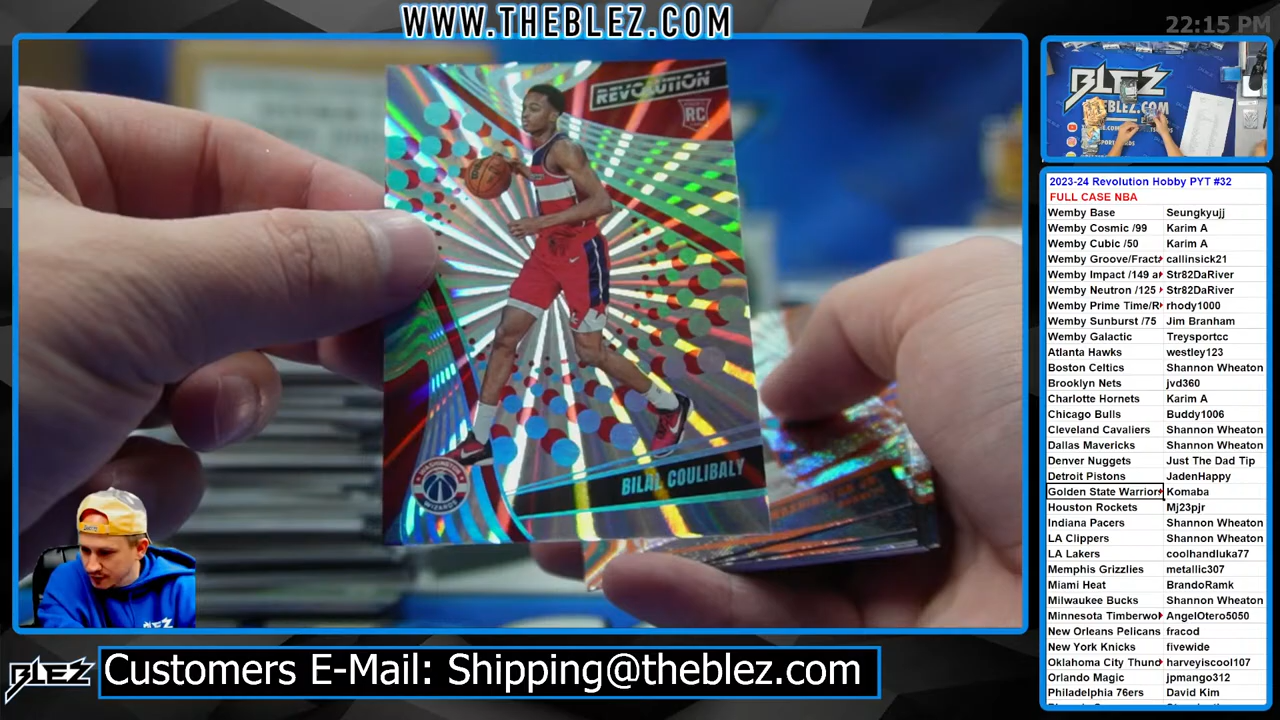 WWW.THEBLEZ.COM
22:15 PM
REVOLUTION
RC
BILAL COULIBALY
WASHINGTON
WIZARDS
BLEZ
2023-24 Revolution Hobby PYT #32
FULL CASE NBA
Wemby Base Seungkyujj
Wemby Cosmic /99 Karim A
Wemby Cubic /50 Karim A
Wemby Groove/Fract callinsick21
Wemby Impact /149 a Str82DaRiver
Wemby Neutron /125 Str82DaRiver
Wemby Prime Time/R rhody1000
Wemby Sunburst /75 Jim Branham
Wemby Galactic Treysportcc
Atlanta Hawks westley123
Boston Celtics Shannon Wheaton
Brooklyn Nets jvd360
Charlotte Hornets Karim A
Chicago Bulls Buddy1006
Cleveland Cavaliers Shannon Wheaton
Dallas Mavericks Shannon Wheaton
Denver Nuggets Just The Dad Tip
Detroit Pistons JadenHappy
Golden State Warriors Komaba
Houston Rockets Mj23pjr
Indiana Pacers Shannon Wheaton
LA Clippers Shannon Wheaton
LA Lakers coolhandluka77
Memphis Grizzlies metallic307
Miami Heat BrandoRamk
Milwaukee Bucks Shannon Wheaton
Minnesota Timberwol AngelOtero5050
New Orleans Pelicans fracod
New York Knicks fivewide
Oklahoma City Thund harveyiscool107
Orlando Magic jpmango312
Philadelphia 76ers David Kim
BLEZ
Customers E-Mail: Shipping@theblez.com